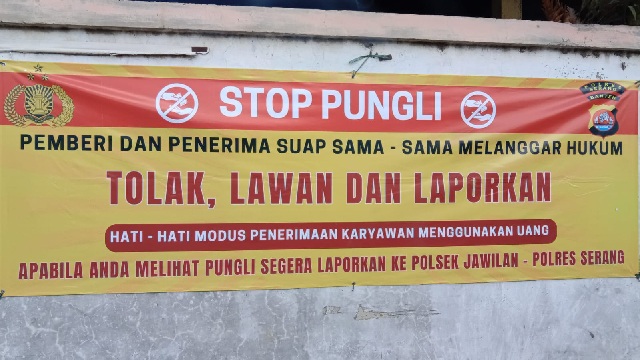 STOP PUNGLI
PEMBERI DAN PENERIMA SUAP SAMA - SAMA MELANGGAR HUKUM
TOLAK, LAWAN DAN LAPORKAN
HATI - HATI MODUS PENERIMAAN KARYAWAN MENGGUNAKAN UANG
APABILA ANDA MELIHAT PUNGLI SEGERA LAPORKAN KE POLSEK JAWILAN - POLRES SERANG